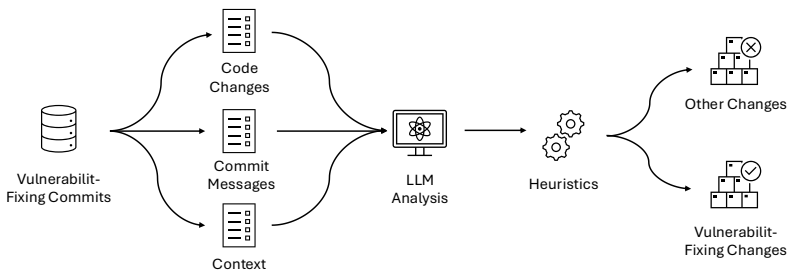 Vulnerabilit-
Fixing Commits
Code
Changes
Commit
Messages
Context
LLM
Analysis
Heuristics
Other Changes
Vulnerabilit-
Fixing Changes